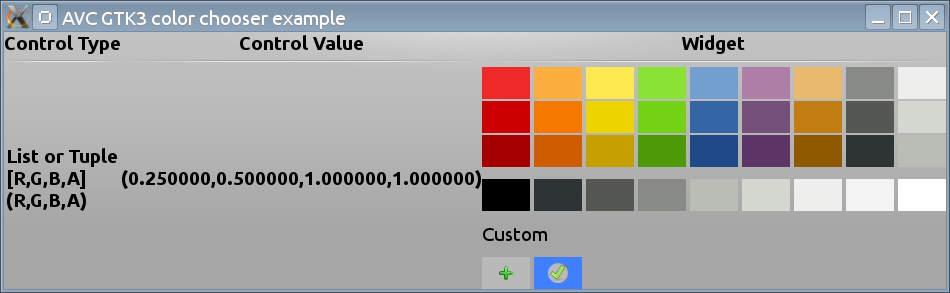 AVC GTK3 color chooser example
Control Type Control Value Widget
List or Tuple
[R,G,B,A] (0.250000,0.500000,1.000000,1.000000)
(R,G,B,A)
Custom